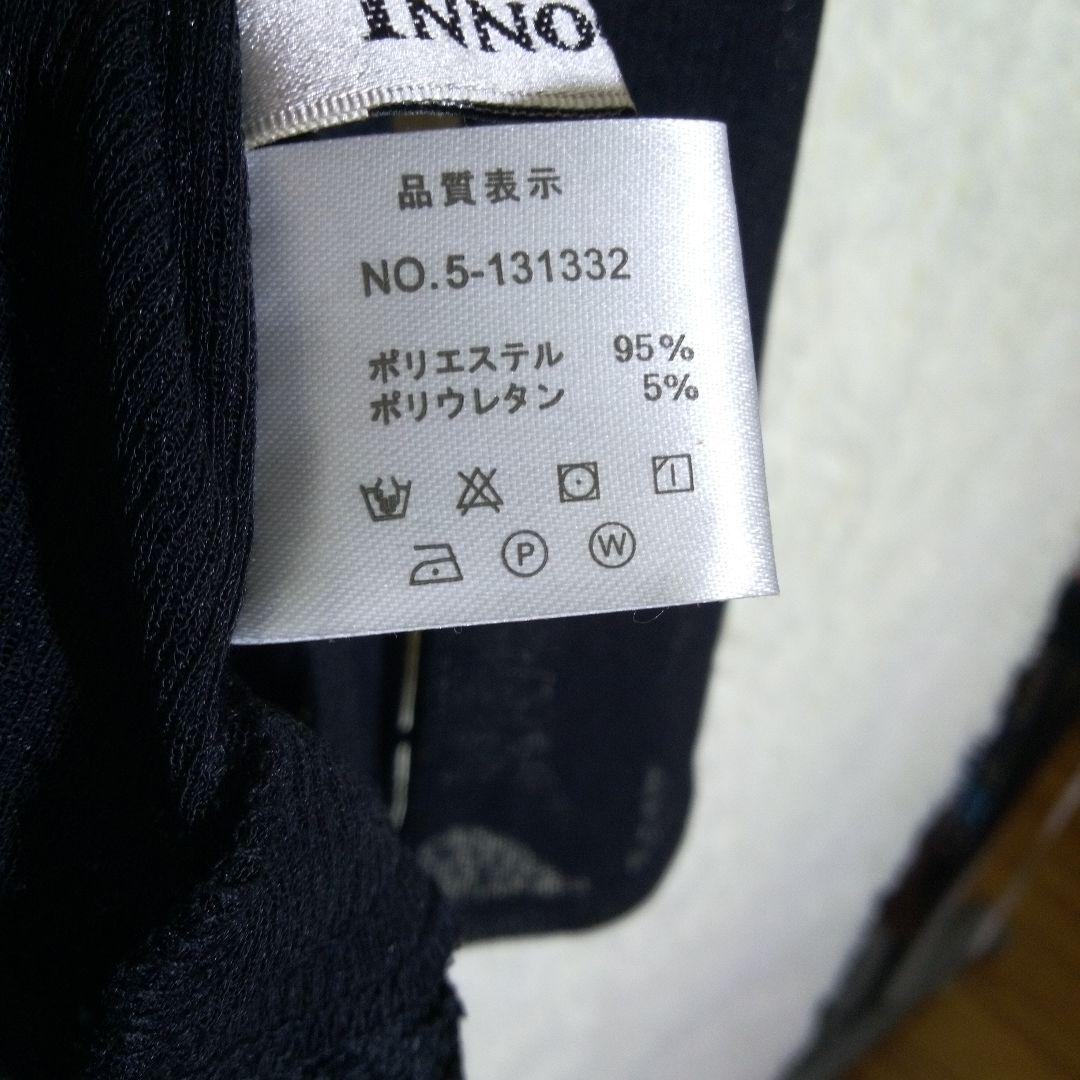 INNO
品質表示
NO.5-131332
ポリエステル 95%
ポリウレタン 5%
P W